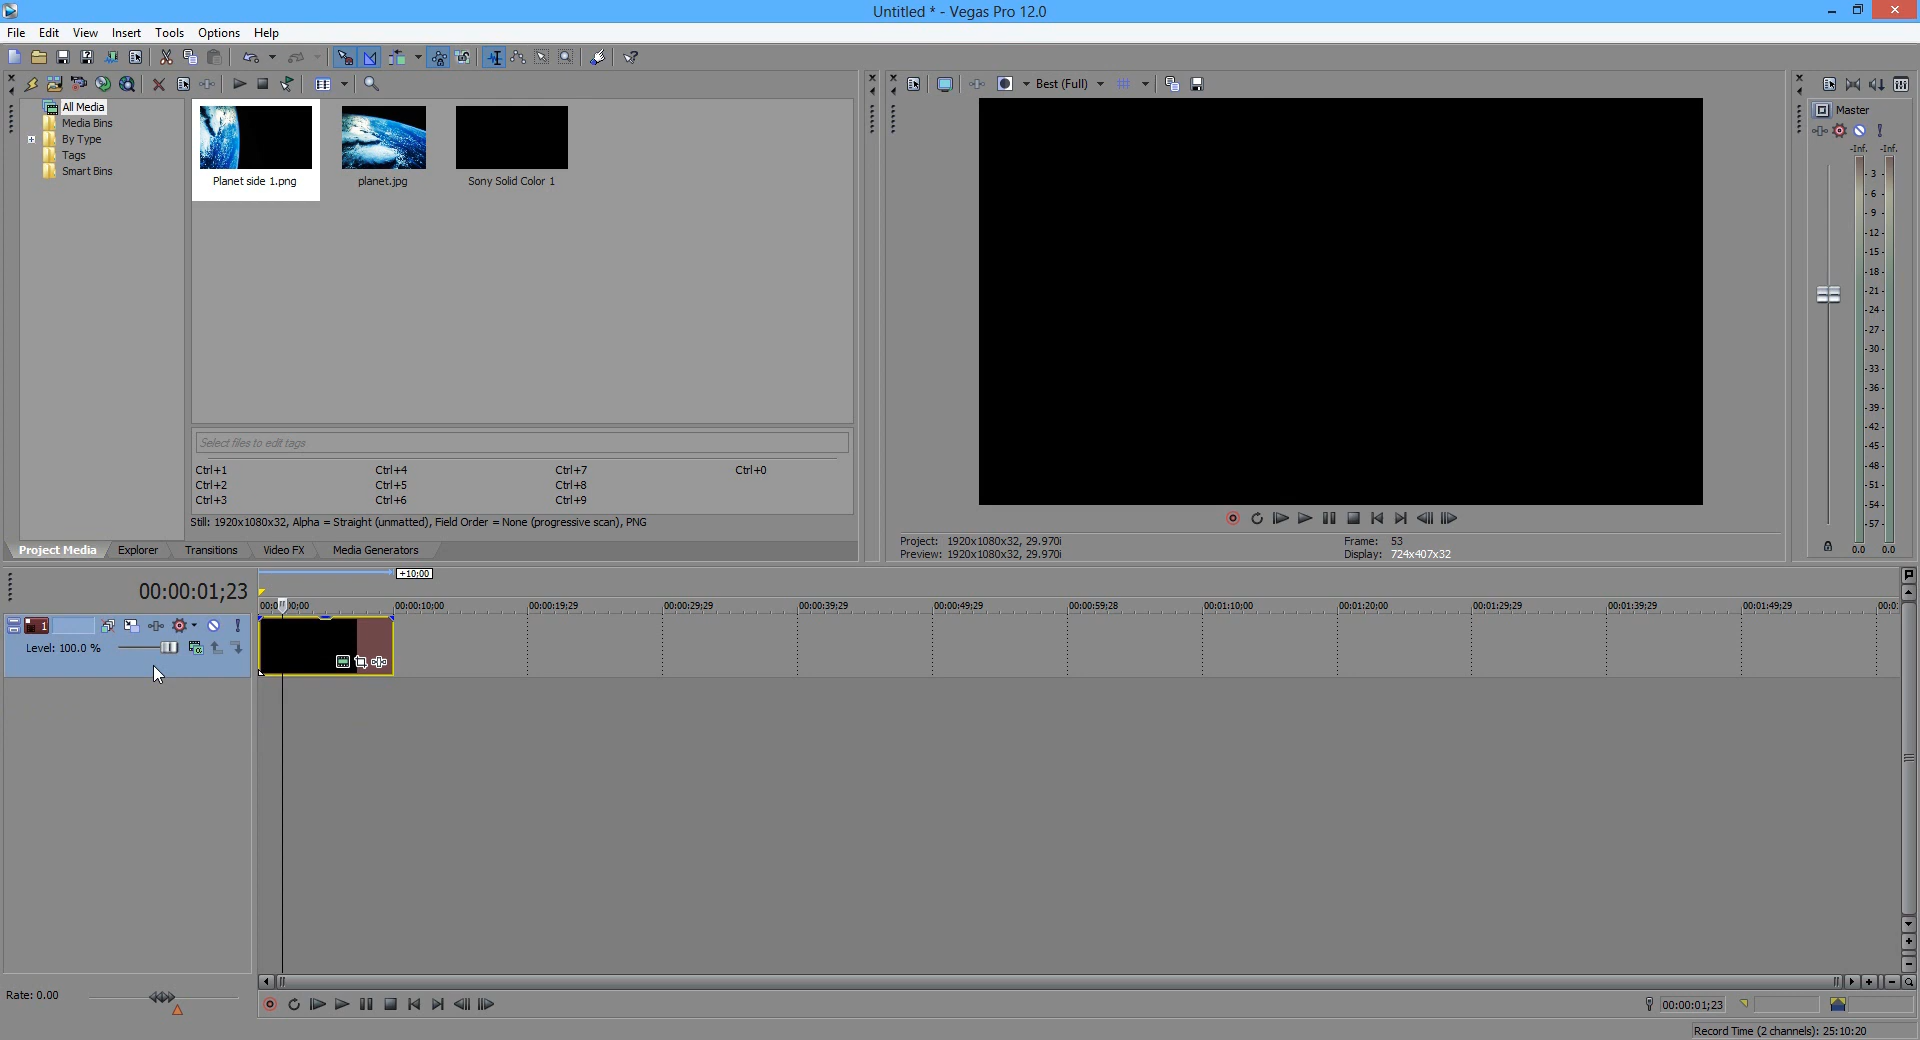 Untitled * - Vegas Pro 12.0
File Edit View Insert Tools Options Help
Best (Full)
All Media
Media Bins
By Type
Tags
Smart Bins
Planet side 1.png planet.jpg Sony Solid Color 1
Master
-Inf. -Inf.
- 3 -
- 6 -
- 9 -
-12-
-15-
-18-
-21-
-24-
-27-
-30-
-33-
-36-
-39-
-42-
-45-
-48-
-51-
-54-
-57-
0.0 0.0
Select files to edit tags
Ctrl+1 Ctrl+4 Ctrl+7 Ctrl+0
Ctrl+2 Ctrl+5 Ctrl+8
Ctrl+3 Ctrl+6 Ctrl+9
Still: 1920x1080x32, Alpha = Straight (unmatted), Field Order = None (progressive scan), PNG
Project Media Explorer Transitions Video FX Media Generators
Project: 1920x1080x32, 29.970i Frame: 53
Preview: 1920x1080x32, 29.970i Display: 724x407x32
+10;00
00:00:01;23
00:00:10;00 00:00:19;29 00:00:29;29 00:00:39;29 00:00:49;29 00:00:59;28 00:01:10;00 00:01:20;00 00:01:29;29 00:01:39;29 00:01:49;29
1
Level: 100.0 %
Rate: 0.00
00:00:01;23
Record Time (2 channels): 25:10:20